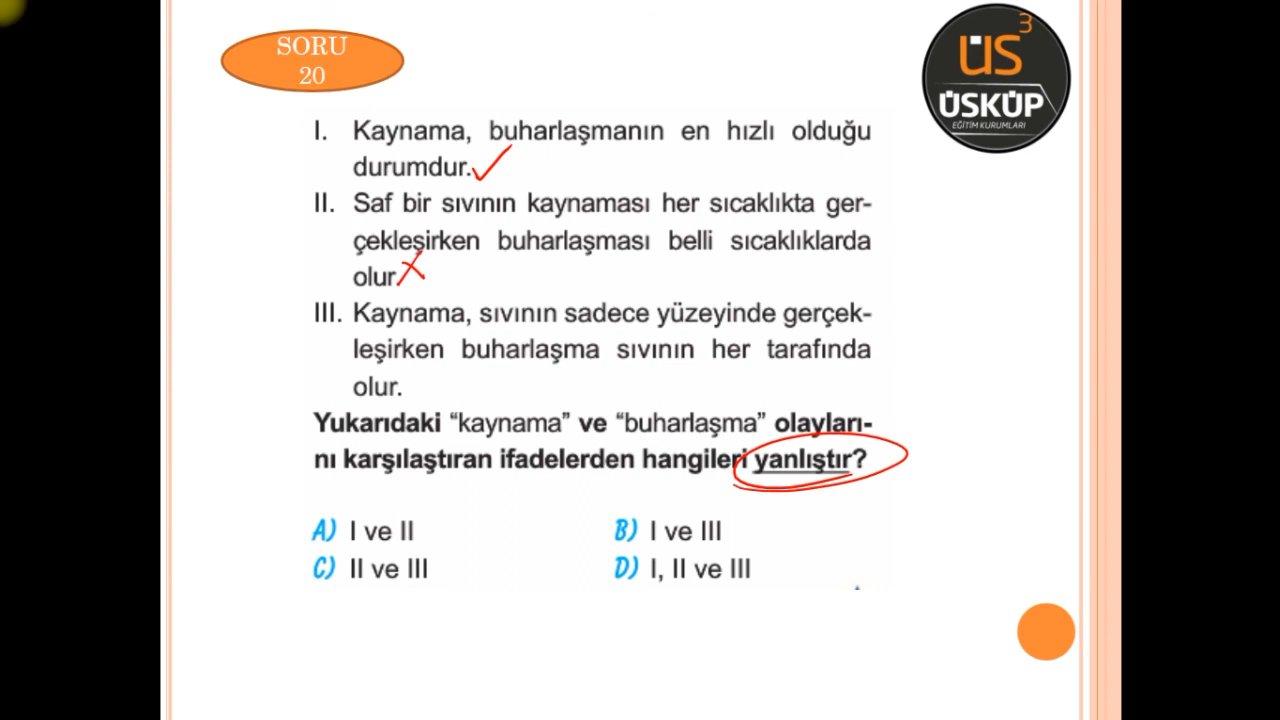 SORU
20
ÜS3
ÜSKÜP
EĞİTİM KURUMLARI
I. Kaynama, buharlaşmanın en hızlı olduğu
durumdur.
II. Saf bir sıvının kaynaması her sıcaklıkta ger-
çekleşirken buharlaşması belli sıcaklıklarda
olur.
III. Kaynama, sıvının sadece yüzeyinde gerçek-
leşirken buharlaşma sıvının her tarafında
olur.
Yukarıdaki “kaynama” ve “buharlaşma” olayları-
nı karşılaştıran ifadelerden hangileri yanlıştır?
A) I ve II
B) I ve III
C) II ve III
D) I, II ve III